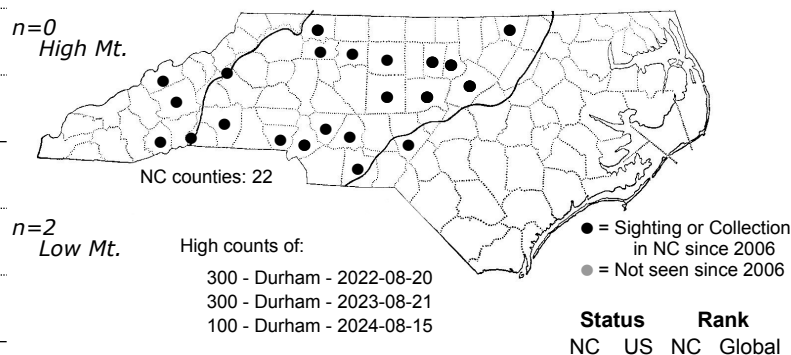 n=0
High Mt.
NC counties: 22
n=2
Low Mt.
High counts of:
300 - Durham - 2022-08-20
300 - Durham - 2023-08-21
100 - Durham - 2024-08-15
● = Sighting or Collection
in NC since 2006
● = Not seen since 2006
Status Rank
NC US NC Global